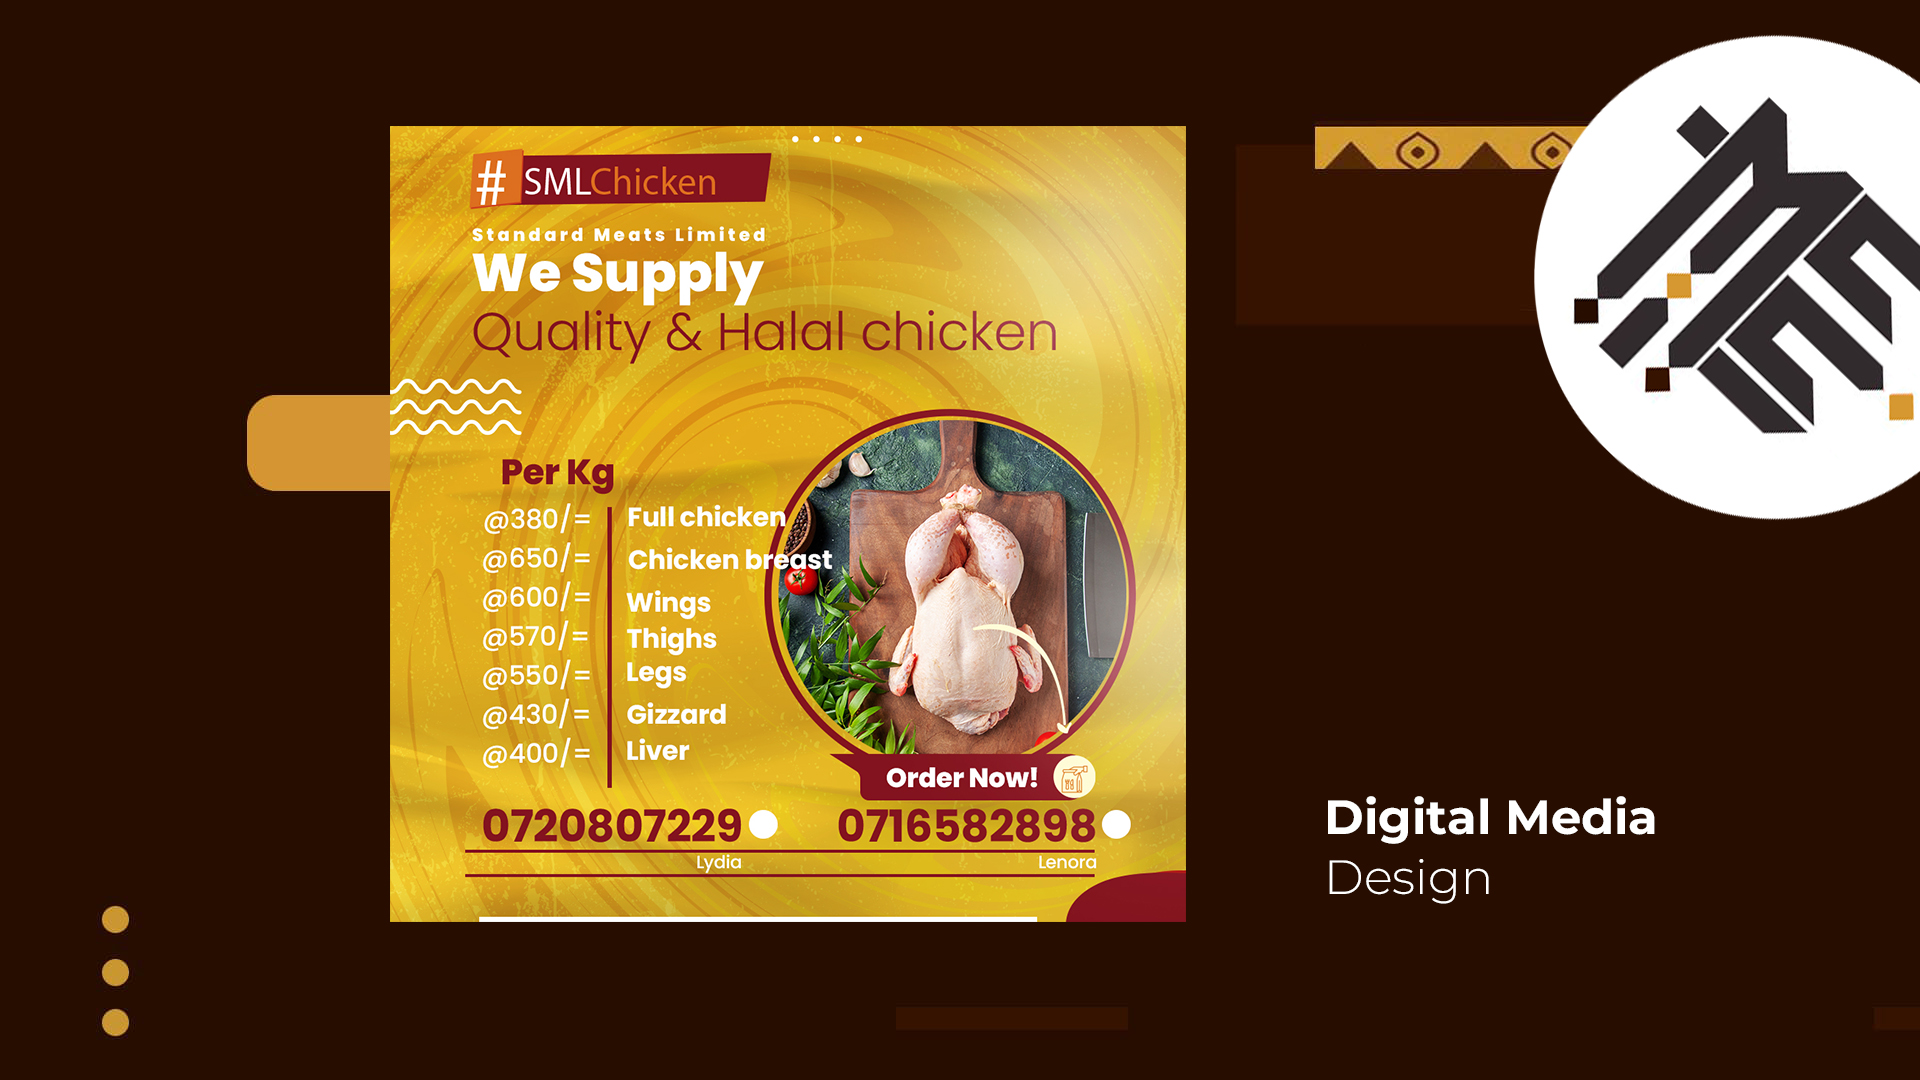 #SMLChicken
Standard Meats Limited
We Supply
Quality & Halal chicken
Per Kg
@380/= Full chicken
@650/= Chicken breast
@600/= Wings
@570/= Thighs
@550/= Legs
@430/= Gizzard
@400/= Liver
Order Now!
0720807229 0716582898
Lydia Lenora
Digital Media
Design